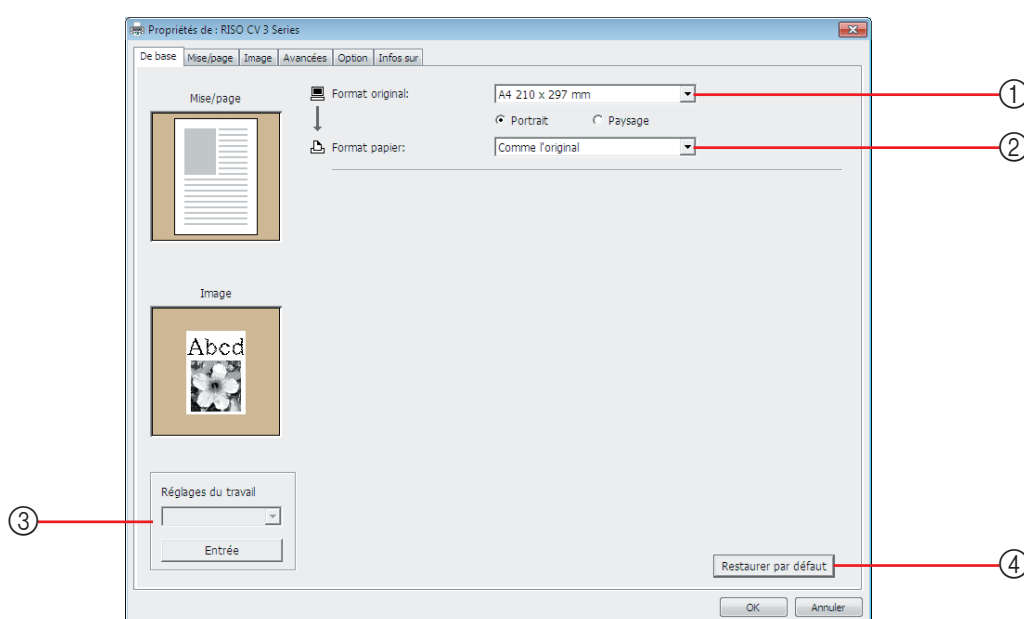 Propriétés de : RISO CV 3 Series
De base Mise/page Image Avancées Option Infos sur
Mise/page
Format original: A4 210 x 297 mm
①
Portrait Paysage
Format papier: Comme l'original
②
Image
Abcd
Réglages du travail
③
Entrée
Restaurer par défaut
④
OK Annuler